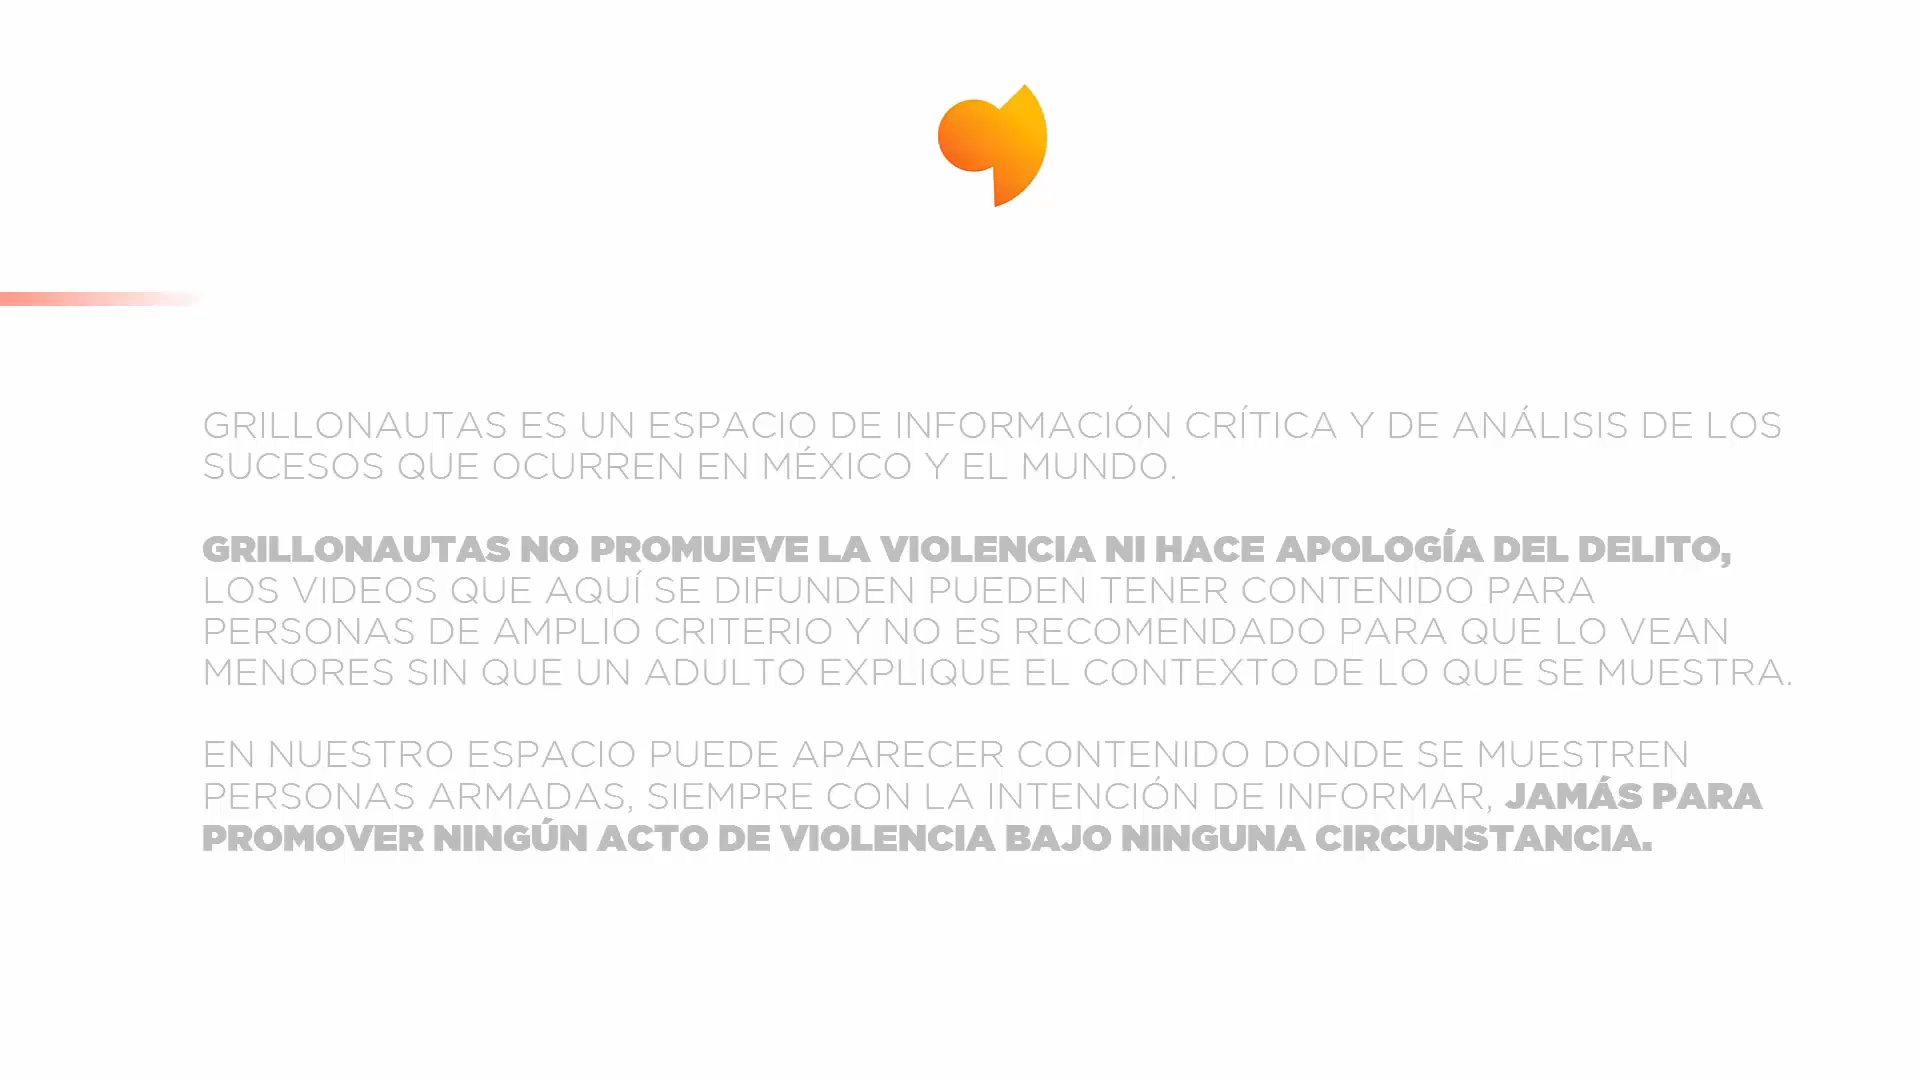 GRILLONAUTAS ES UN ESPACIO DE INFORMACIÓN CRÍTICA Y DE ANÁLISIS DE LOS
SUCESOS QUE OCURREN EN MÉXICO Y EL MUNDO.
GRILLONAUTAS NO PROMUEVE LA VIOLENCIA NI HACE APOLOGÍA DEL DELITO,
LOS VIDEOS QUE AQUÍ SE DIFUNDEN PUEDEN TENER CONTENIDO PARA
PERSONAS DE AMPLIO CRITERIO Y NO ES RECOMENDADO PARA QUE LO VEAN
MENORES SIN QUE UN ADULTO EXPLIQUE EL CONTEXTO DE LO QUE SE MUESTRA.
EN NUESTRO ESPACIO PUEDE APARECER CONTENIDO DONDE SE MUESTREN
PERSONAS ARMADAS, SIEMPRE CON LA INTENCIÓN DE INFORMAR, JAMÁS PARA
PROMOVER NINGÚN ACTO DE VIOLENCIA BAJO NINGUNA CIRCUNSTANCIA.